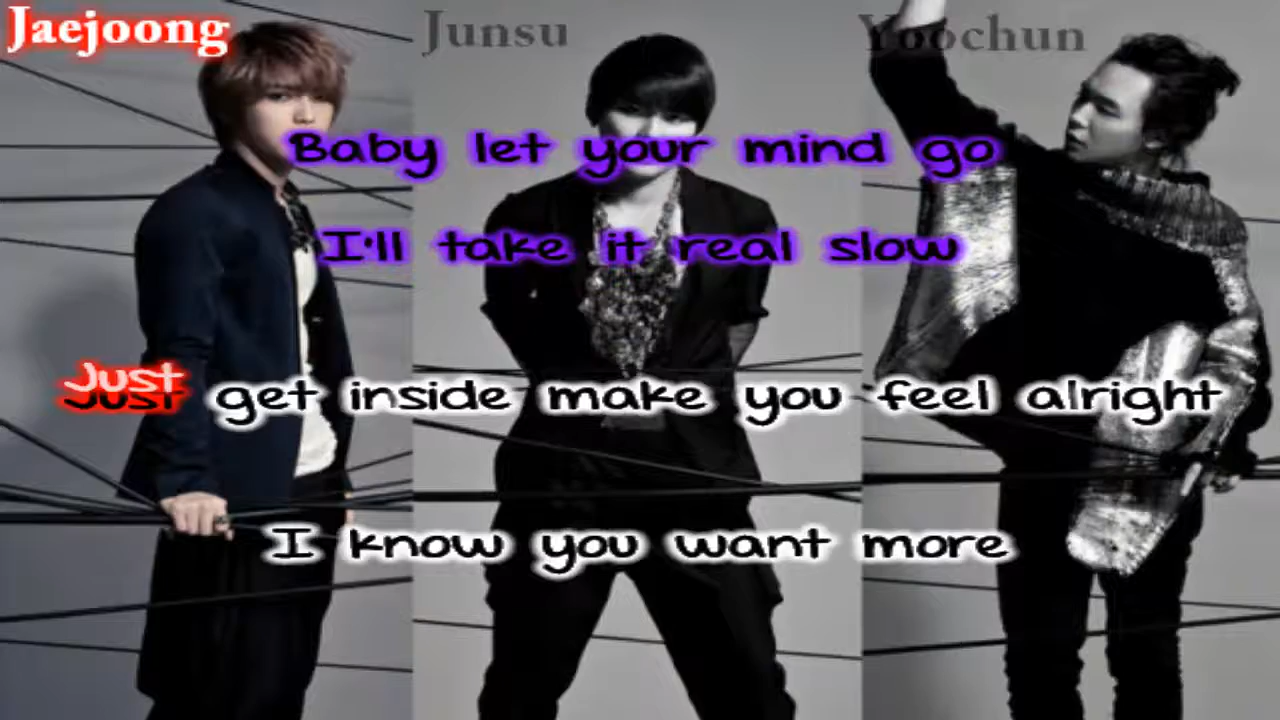 Jaejoong Junsu Yoochun
Baby let your mind go
I'll take it real slow
Just get inside make you feel alright
I know you want more